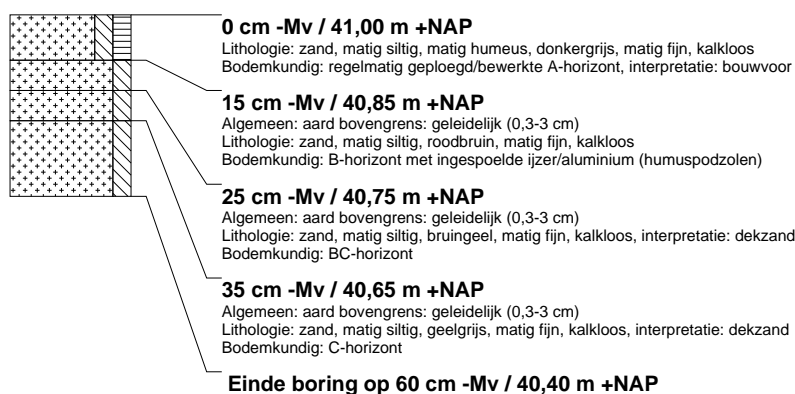 0 cm -Mv / 41,00 m +NAP
Lithologie: zand, matig siltig, matig humeus, donkergrijs, matig fijn, kalkloos
Bodemkundig: regelmatig geploegd/bewerkte A-horizont, interpretatie: bouwvoor
15 cm -Mv / 40,85 m +NAP
Algemeen: aard bovengrens: geleidelijk (0,3-3 cm)
Lithologie: zand, matig siltig, roodbruin, matig fijn, kalkloos
Bodemkundig: B-horizont met ingespoelde ijzer/aluminium (humuspodzolen)
25 cm -Mv / 40,75 m +NAP
Algemeen: aard bovengrens: geleidelijk (0,3-3 cm)
Lithologie: zand, matig siltig, bruingeel, matig fijn, kalkloos, interpretatie: dekzand
Bodemkundig: BC-horizont
35 cm -Mv / 40,65 m +NAP
Algemeen: aard bovengrens: geleidelijk (0,3-3 cm)
Lithologie: zand, matig siltig, geelgrijs, matig fijn, kalkloos, interpretatie: dekzand
Bodemkundig: C-horizont
Einde boring op 60 cm -Mv / 40,40 m +NAP